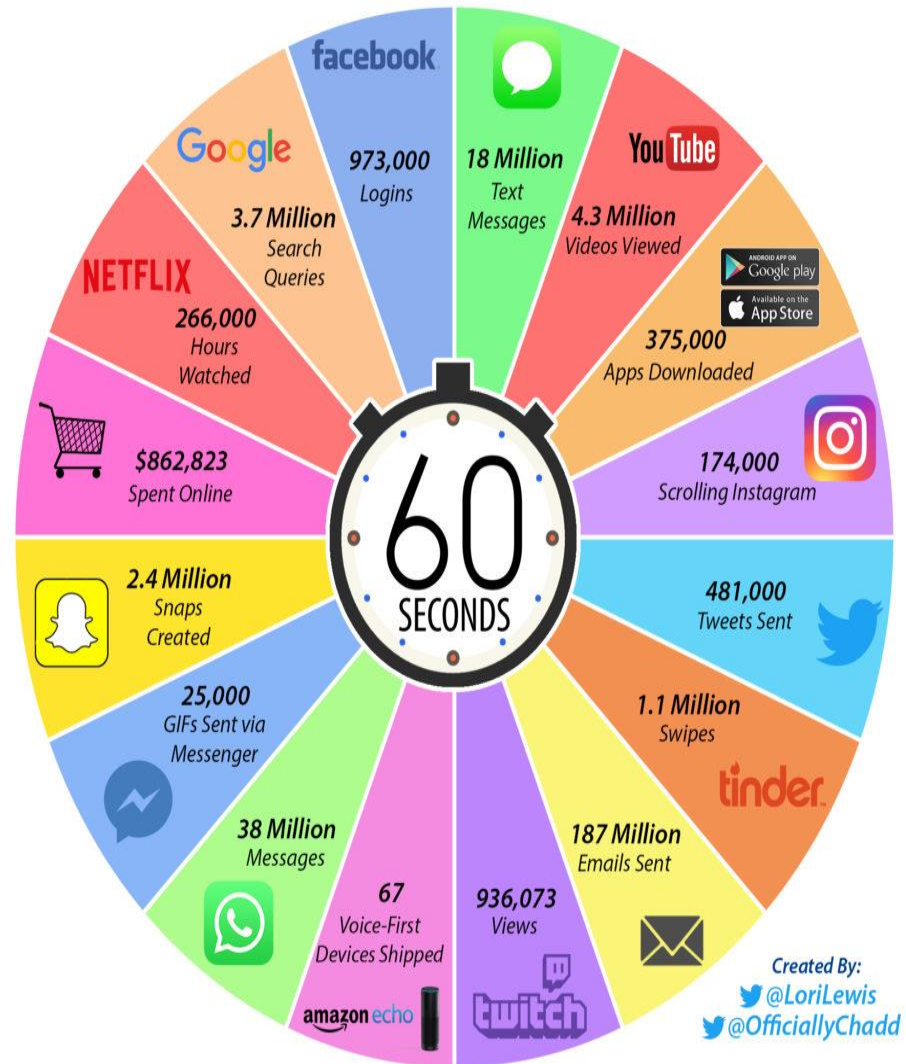 facebook
973,000
Logins
18 Million
Text
Messages
You Tube
4.3 Million
Videos Viewed
ANDROID APP ON
Google play
Available on the
App Store
375,000
Apps Downloaded
174,000
Scrolling Instagram
481,000
Tweets Sent
1.1 Million
Swipes
tinder
187 Million
Emails Sent
936,073
Views
twitch
67
Voice-First
Devices Shipped
amazon echo
38 Million
Messages
25,000
GIFs Sent via
Messenger
2.4 Million
Snaps
Created
$862,823
Spent Online
NETFLIX
266,000
Hours
Watched
Google
3.7 Million
Search
Queries
60
SECONDS
Created By:
@LoriLewis
@OfficiallyChadd